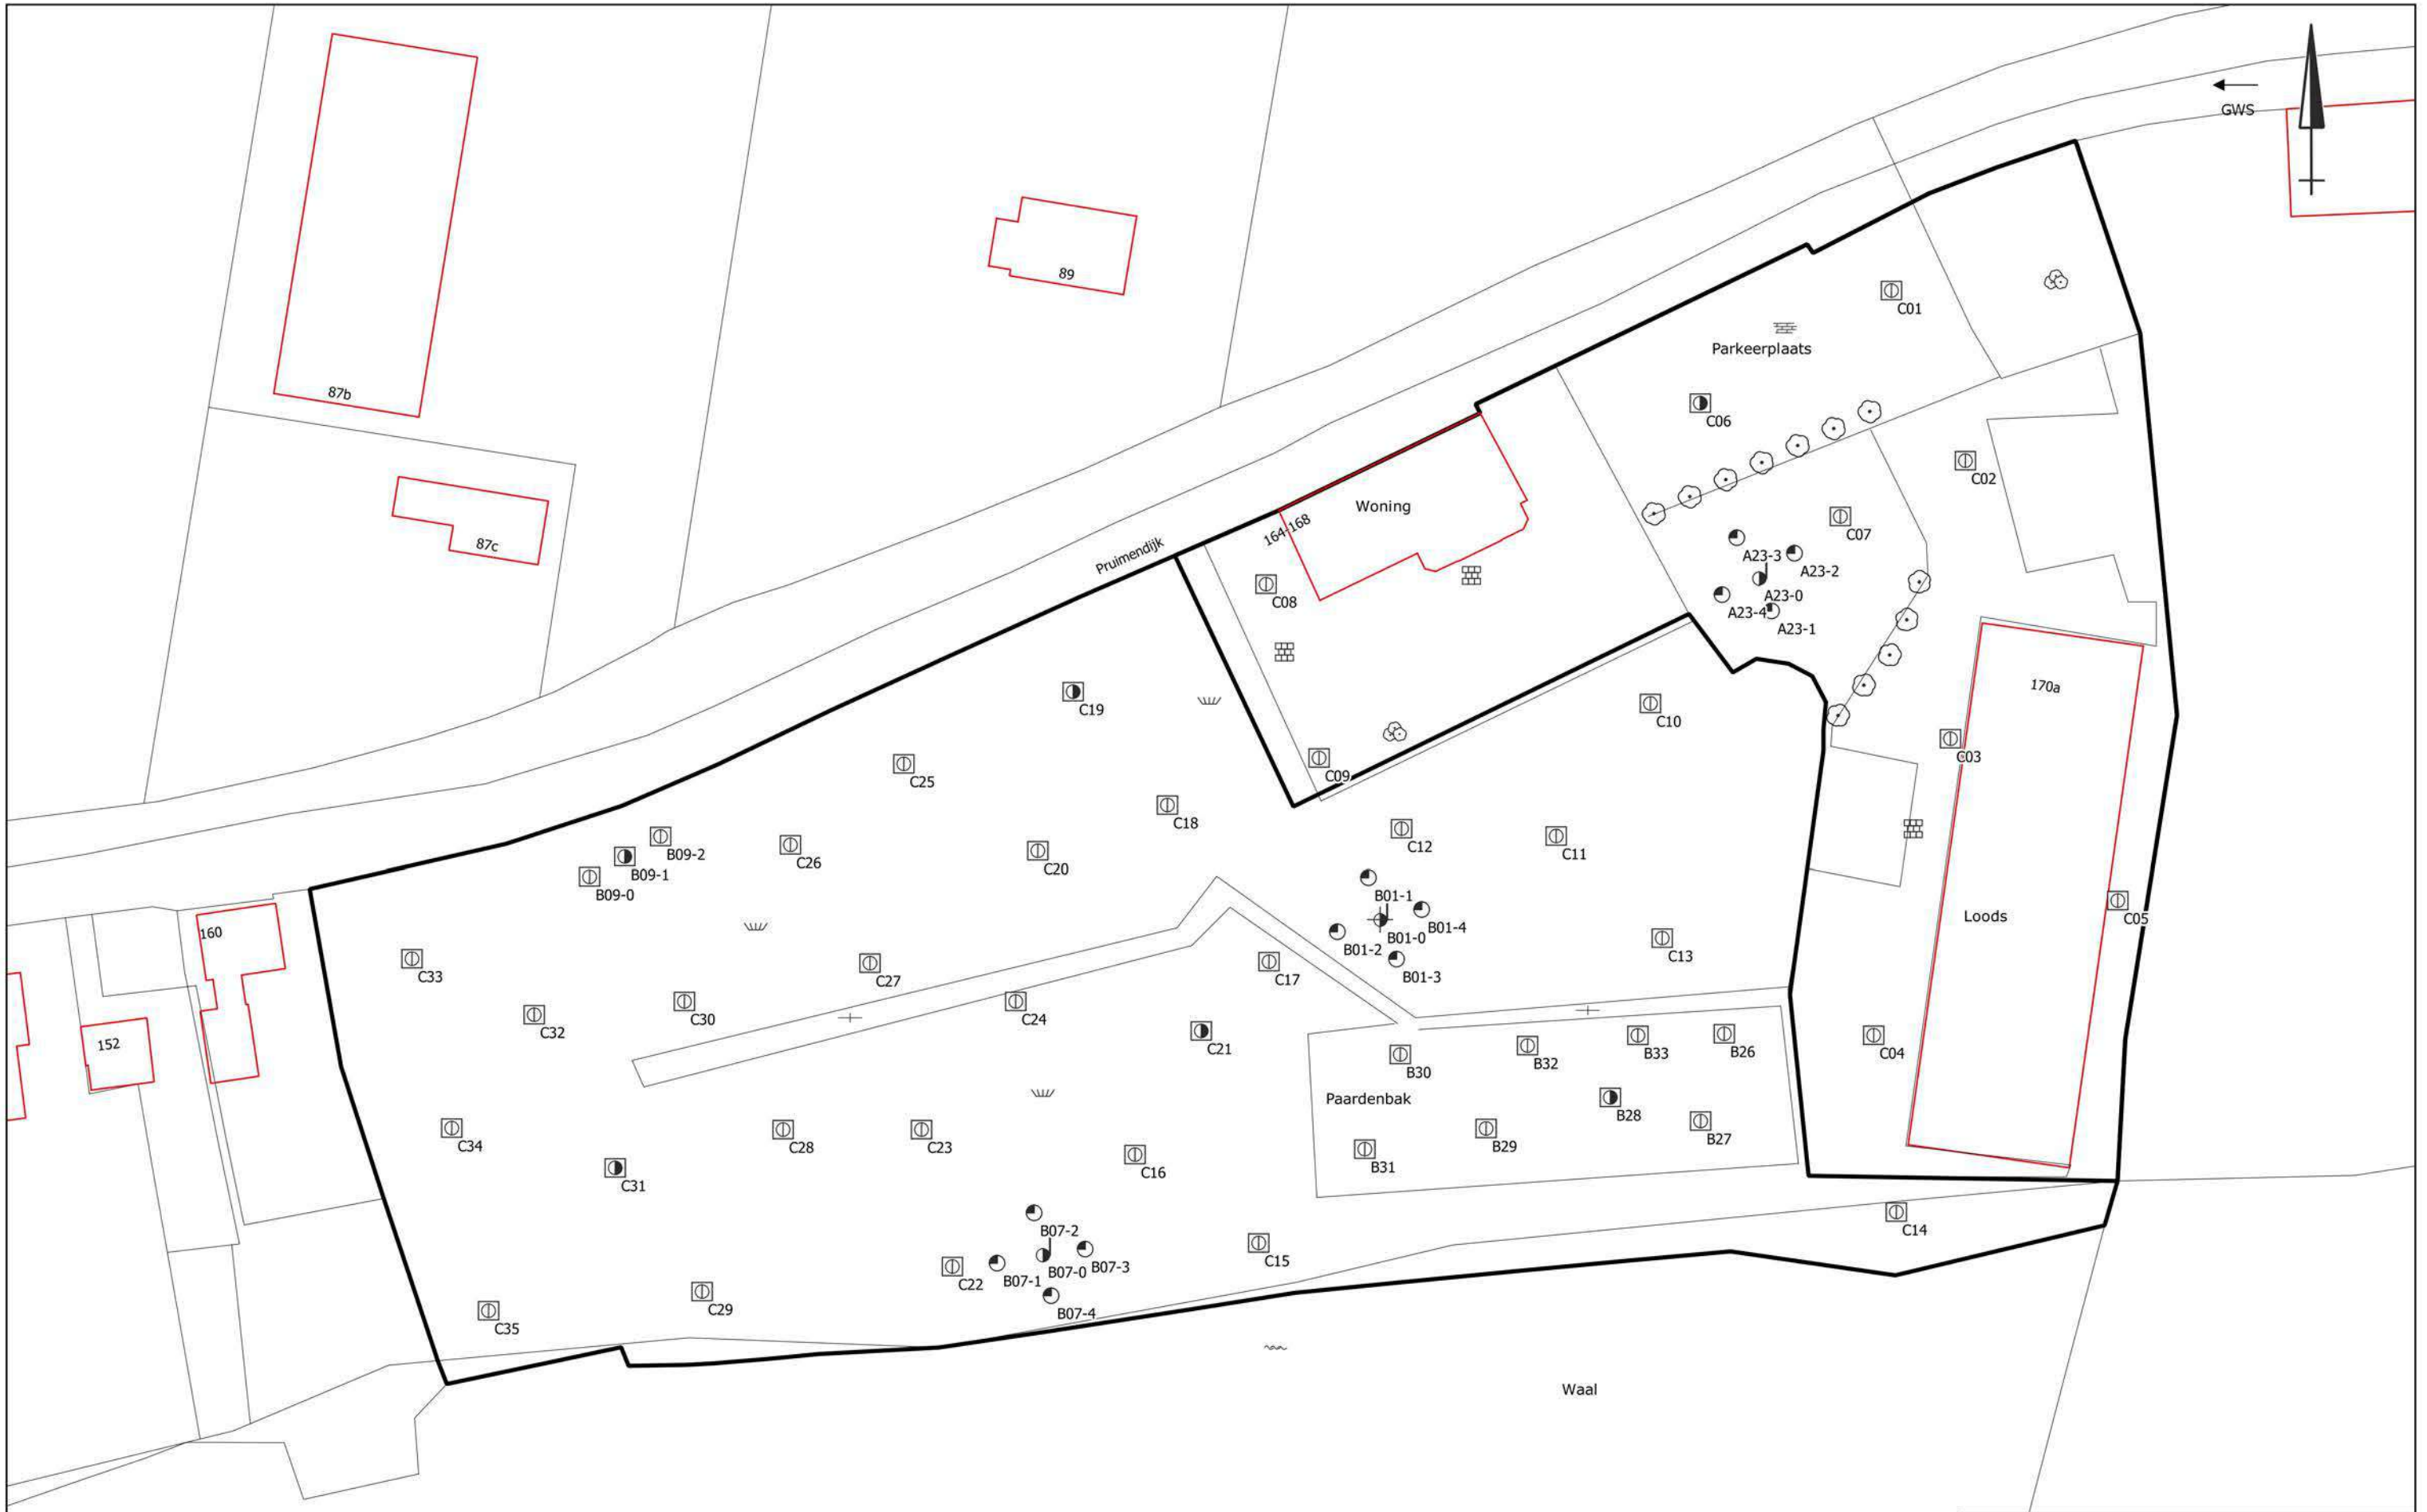 GWS
89
C01
Parkeerplaats
87b
C06
C02
Woning
164-168
C07
87c
Pruimendijk
A23-3
A23-2
A23-0
C08
A23-4
A23-1
170a
C19
C10
C03
C25
C09
C18
C12
C11
B09-2
C26
C20
B09-1
B09-0
B01-1
Loods
C05
160
B01-4
B01-0
B01-2
C13
C33
C27
C17
B01-3
C30
C24
C32
152
C21
B33
B26
C04
B32
B30
Paardenbak
B28
B27
C34
C28
C23
B29
C16
B31
C31
C14
B07-2
C15
B07-3
B07-0
B07-1
C22
C29
B07-4
C35
Waal